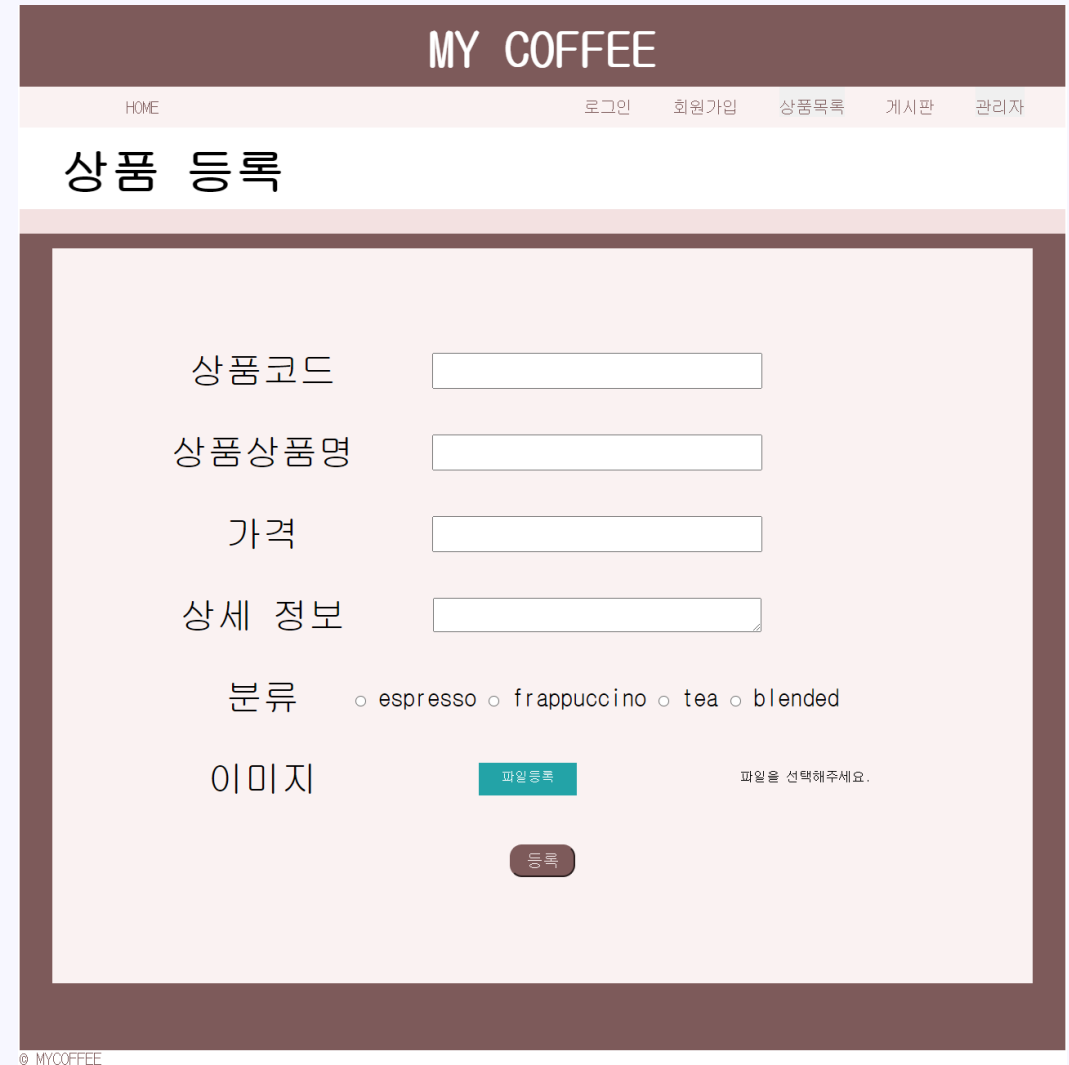 MY COFFEE
HOME 로그인 회원가입 상품목록 게시판 관리자
상품 등록
상품코드
상품상품명
가격
상세 정보
분류 espresso frappuccino tea blended
이미지 파일등록 파일을 선택해주세요.
등록
© MYCOFFEE